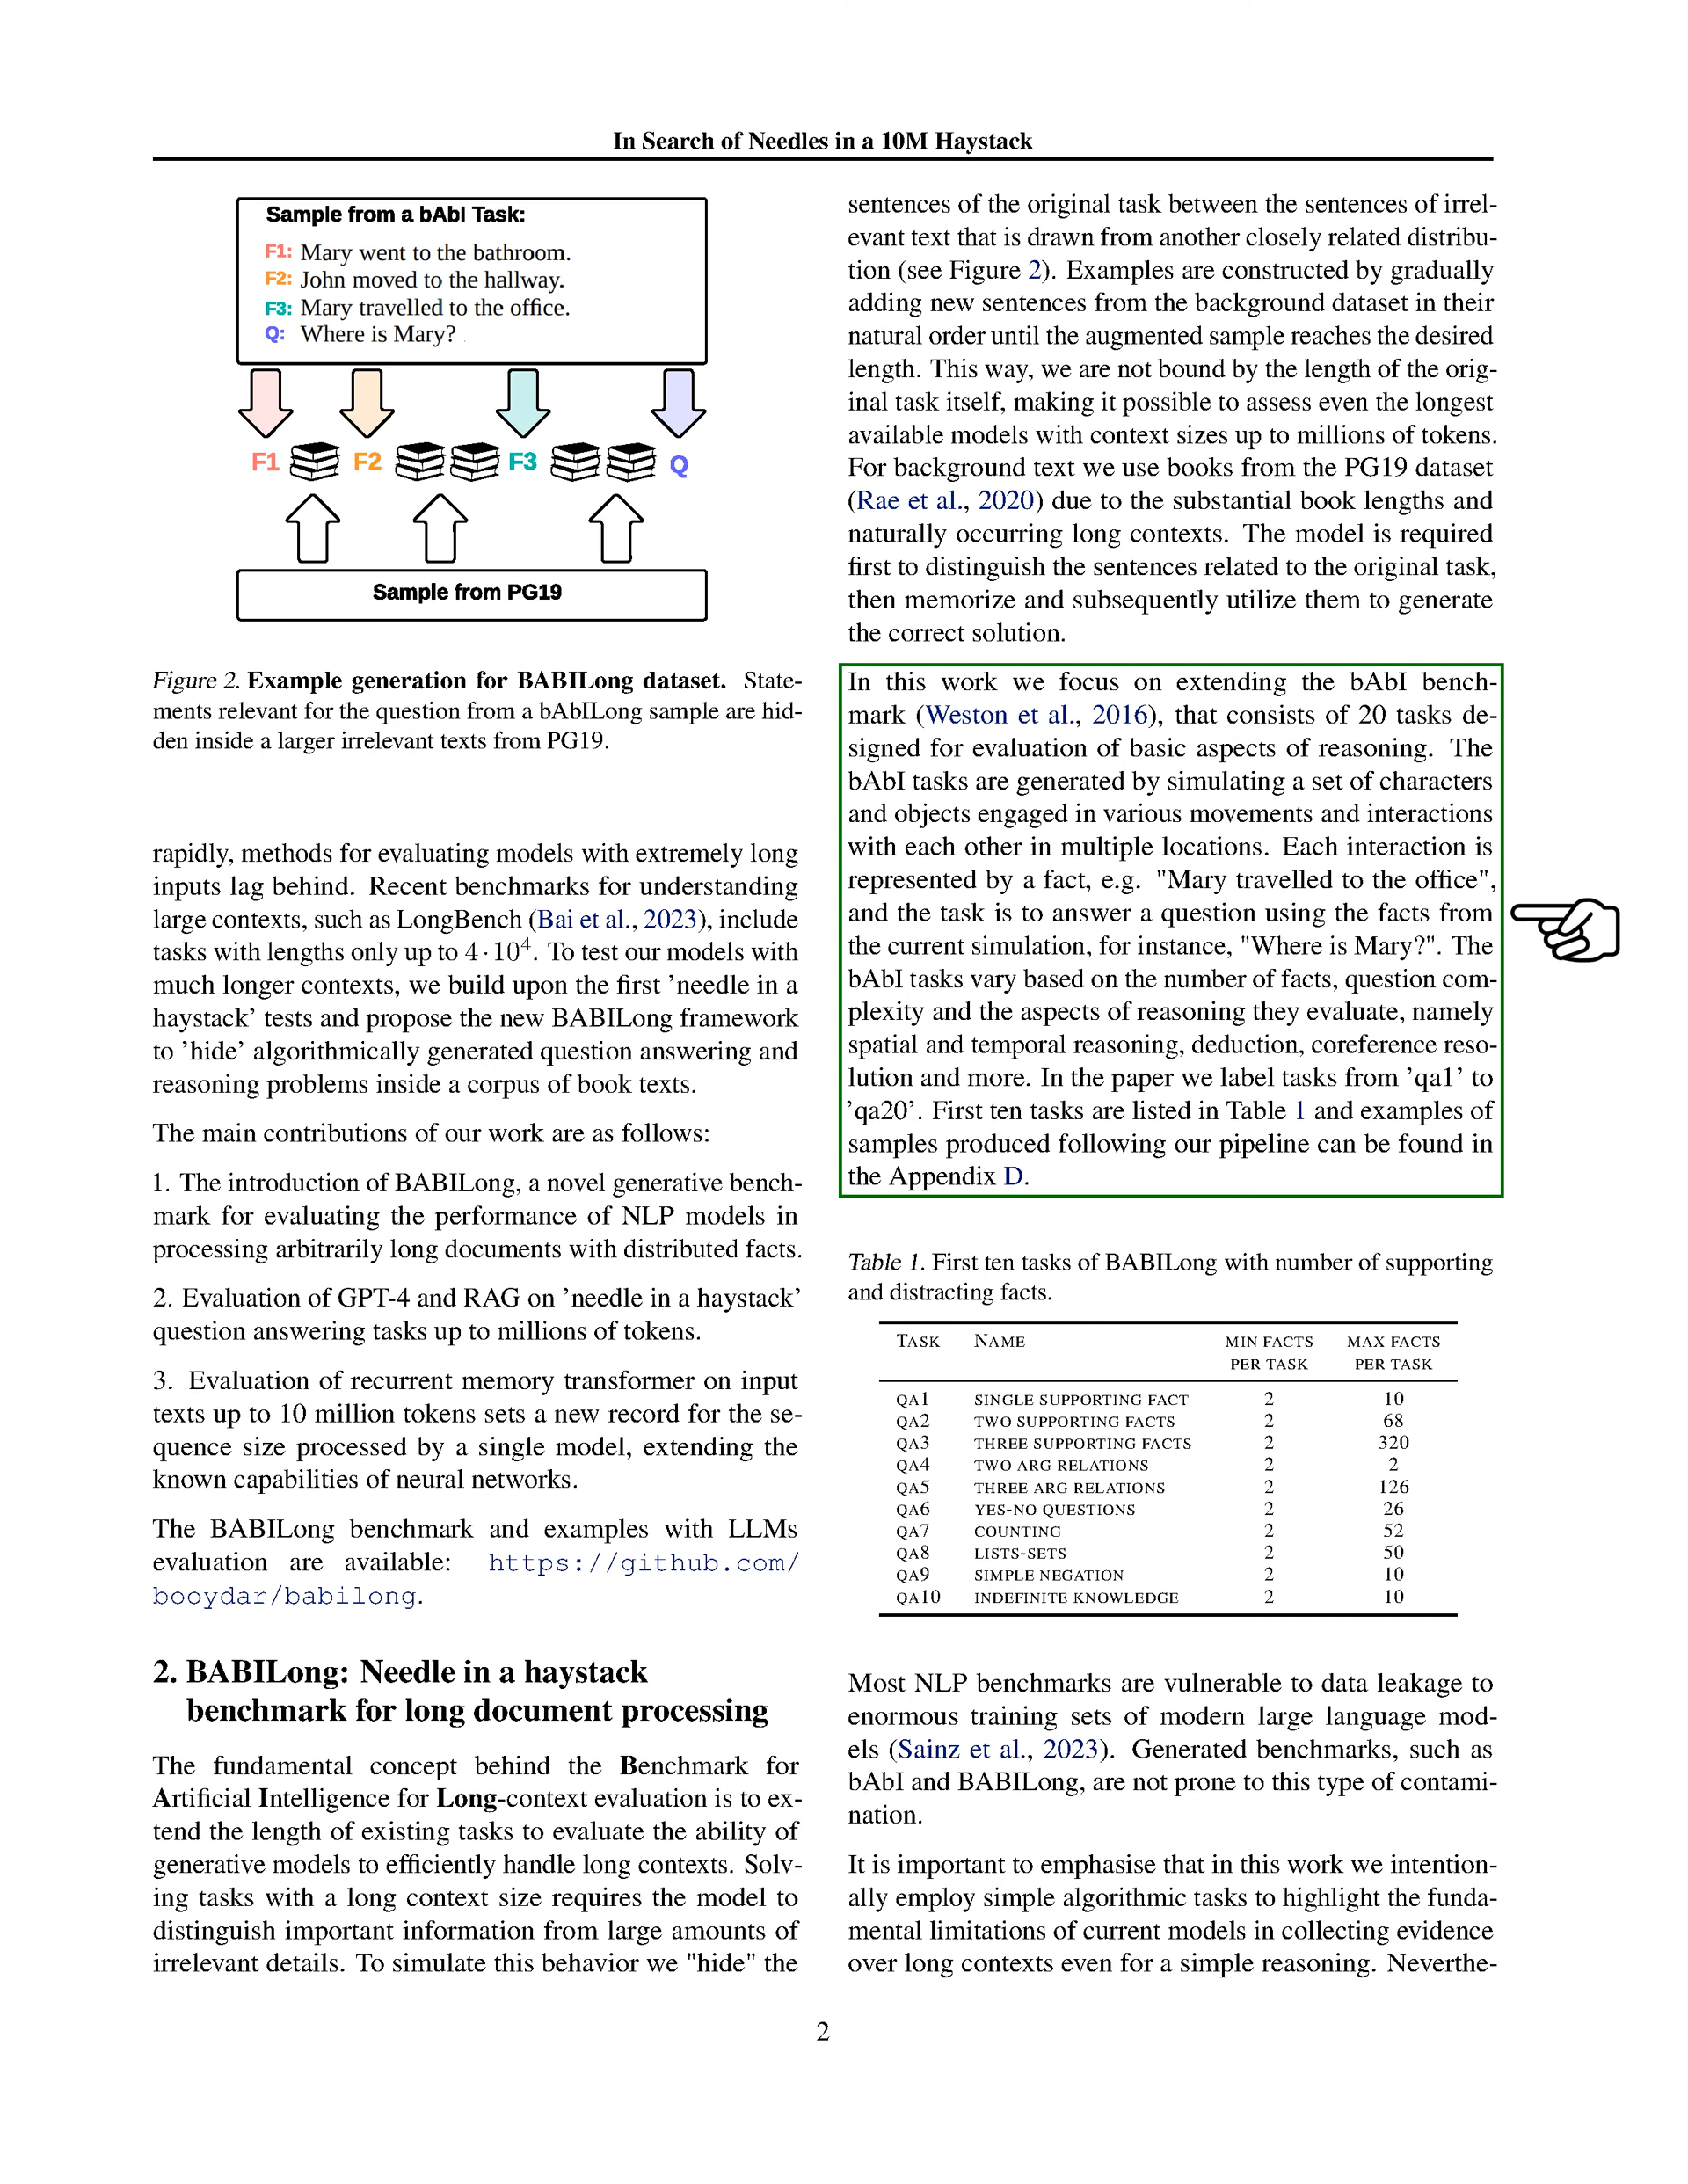 In Search of Needles in a 10M Haystack
Sample from a bAbI Task:
F1: Mary went to the bathroom.
F2: John moved to the hallway.
F3: Mary travelled to the office.
Q: Where is Mary?
F1 F2 F3 Q
Sample from PG19
Figure 2. Example generation for BABILong dataset. State-
ments relevant for the question from a bAbILong sample are hid-
den inside a larger irrelevant texts from PG19.
rapidly, methods for evaluating models with extremely long
inputs lag behind. Recent benchmarks for understanding
large contexts, such as LongBench (Bai et al., 2023), include
tasks with lengths only up to 4 · 10⁴. To test our models with
much longer contexts, we build upon the first ’needle in a
haystack’ tests and propose the new BABILong framework
to ’hide’ algorithmically generated question answering and
reasoning problems inside a corpus of book texts.
The main contributions of our work are as follows:
1. The introduction of BABILong, a novel generative bench-
mark for evaluating the performance of NLP models in
processing arbitrarily long documents with distributed facts.
2. Evaluation of GPT-4 and RAG on ’needle in a haystack’
question answering tasks up to millions of tokens.
3. Evaluation of recurrent memory transformer on input
texts up to 10 million tokens sets a new record for the se-
quence size processed by a single model, extending the
known capabilities of neural networks.
The BABILong benchmark and examples with LLMs
evaluation are available: https://github.com/
booydar/babilong.
2. BABILong: Needle in a haystack
benchmark for long document processing
The fundamental concept behind the Benchmark for
Artificial Intelligence for Long-context evaluation is to ex-
tend the length of existing tasks to evaluate the ability of
generative models to efficiently handle long contexts. Solv-
ing tasks with a long context size requires the model to
distinguish important information from large amounts of
irrelevant details. To simulate this behavior we "hide" the
sentences of the original task between the sentences of irrel-
evant text that is drawn from another closely related distribu-
tion (see Figure 2). Examples are constructed by gradually
adding new sentences from the background dataset in their
natural order until the augmented sample reaches the desired
length. This way, we are not bound by the length of the orig-
inal task itself, making it possible to assess even the longest
available models with context sizes up to millions of tokens.
For background text we use books from the PG19 dataset
(Rae et al., 2020) due to the substantial book lengths and
naturally occurring long contexts. The model is required
first to distinguish the sentences related to the original task,
then memorize and subsequently utilize them to generate
the correct solution.
In this work we focus on extending the bAbI bench-
mark (Weston et al., 2016), that consists of 20 tasks de-
signed for evaluation of basic aspects of reasoning. The
bAbI tasks are generated by simulating a set of characters
and objects engaged in various movements and interactions
with each other in multiple locations. Each interaction is
represented by a fact, e.g. "Mary travelled to the office",
and the task is to answer a question using the facts from
the current simulation, for instance, "Where is Mary?". The
bAbI tasks vary based on the number of facts, question com-
plexity and the aspects of reasoning they evaluate, namely
spatial and temporal reasoning, deduction, coreference reso-
lution and more. In the paper we label tasks from ’qa1’ to
’qa20’. First ten tasks are listed in Table 1 and examples of
samples produced following our pipeline can be found in
the Appendix D.
Table 1. First ten tasks of BABILong with number of supporting
and distracting facts.
TASK NAME MIN FACTS MAX FACTS
PER TASK PER TASK
QA1 SINGLE SUPPORTING FACT 2 10
QA2 TWO SUPPORTING FACTS 2 68
QA3 THREE SUPPORTING FACTS 2 320
QA4 TWO ARG RELATIONS 2 2
QA5 THREE ARG RELATIONS 2 126
QA6 YES-NO QUESTIONS 2 26
QA7 COUNTING 2 52
QA8 LISTS-SETS 2 50
QA9 SIMPLE NEGATION 2 10
QA10 INDEFINITE KNOWLEDGE 2 10
Most NLP benchmarks are vulnerable to data leakage to
enormous training sets of modern large language mod-
els (Sainz et al., 2023). Generated benchmarks, such as
bAbI and BABILong, are not prone to this type of contami-
nation.
It is important to emphasise that in this work we intention-
ally employ simple algorithmic tasks to highlight the funda-
mental limitations of current models in collecting evidence
over long contexts even for a simple reasoning. Neverthe-
2